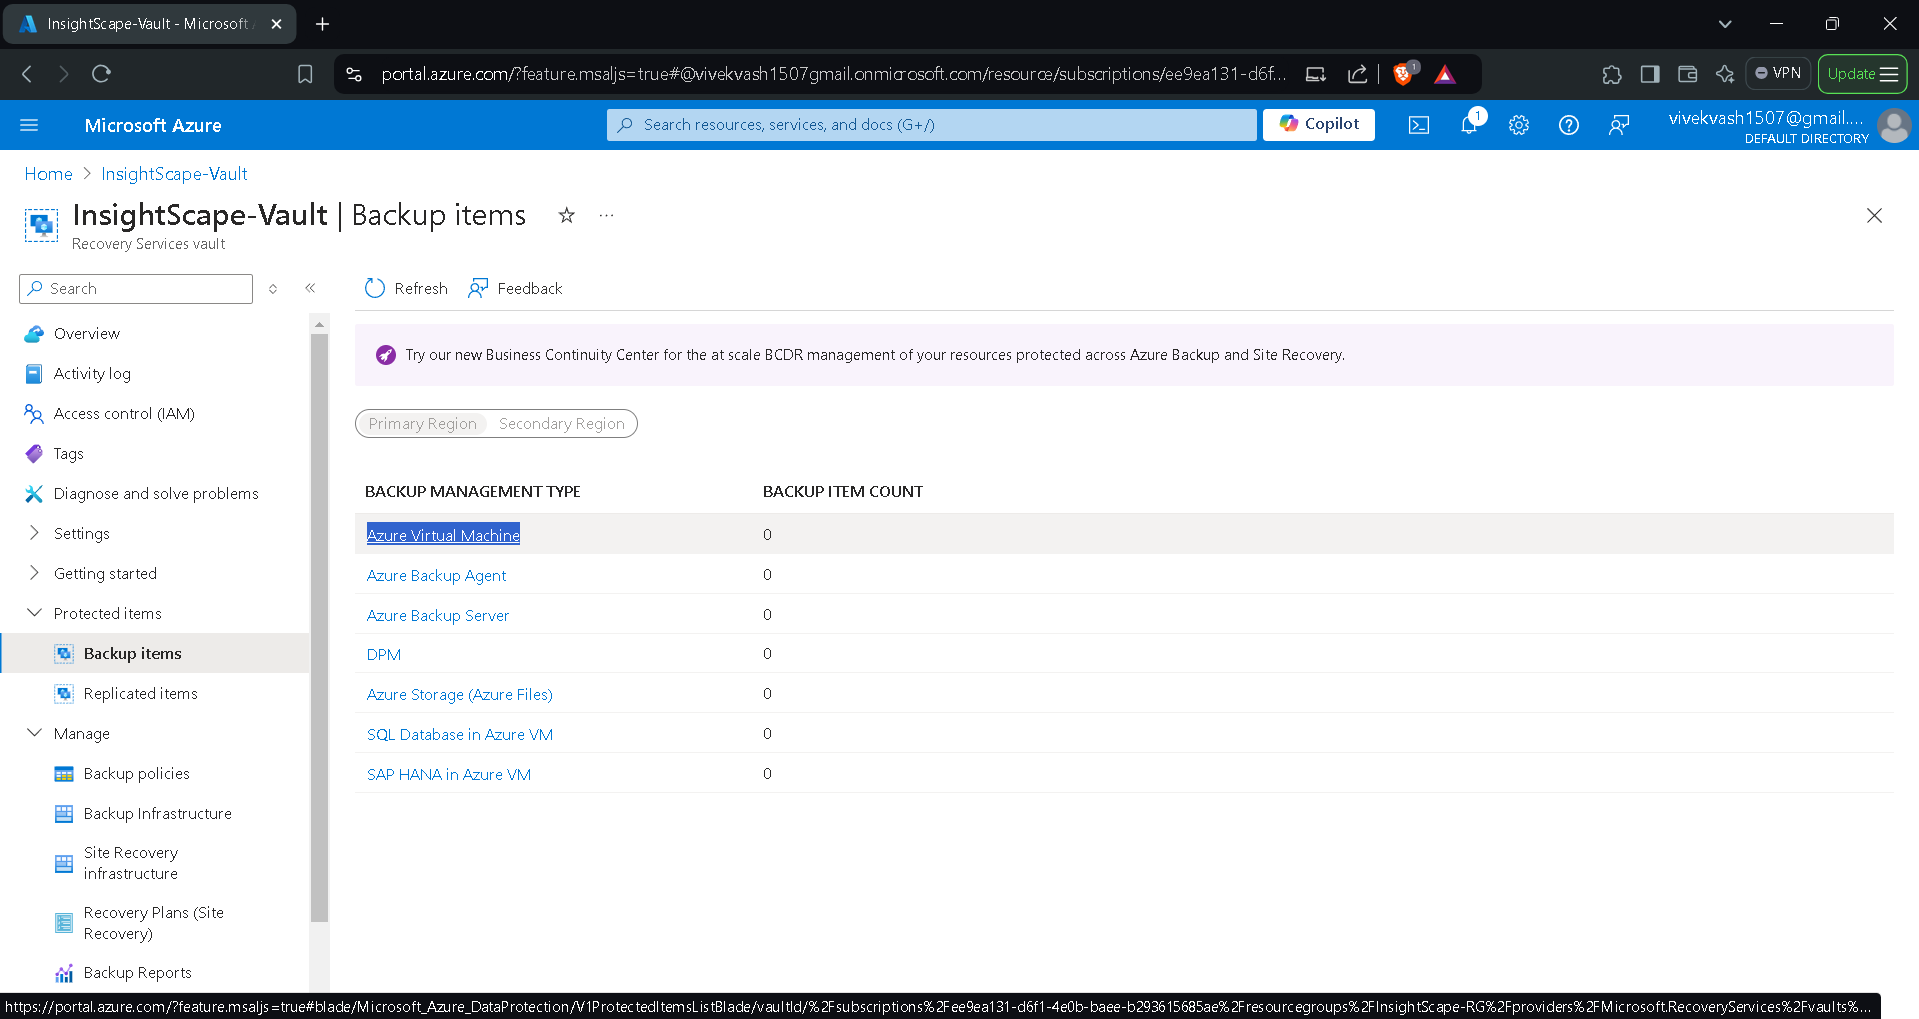 InsightScape-Vault - Microsoft
portal.azure.com/?feature.msaljs=true#@vivekvash1507gmail.onmicrosoft.com/resource/subscriptions/ee9ea131-d6f...
1
VPN
Update
Microsoft Azure
Search resources, services, and docs (G+/)
Copilot
1
vivekvash1507@gmail....
DEFAULT DIRECTORY
Home > InsightScape-Vault
InsightScape-Vault | Backup items
Recovery Services vault
Search
Refresh
Feedback
Overview
Activity log
Access control (IAM)
Tags
Diagnose and solve problems
Settings
Getting started
Protected items
Backup items
Replicated items
Manage
Backup policies
Backup Infrastructure
Site Recovery
infrastructure
Recovery Plans (Site
Recovery)
Backup Reports
Try our new Business Continuity Center for the at scale BCDR management of your resources protected across Azure Backup and Site Recovery.
Primary Region
Secondary Region
BACKUP MANAGEMENT TYPE BACKUP ITEM COUNT
Azure Virtual Machine 0
Azure Backup Agent 0
Azure Backup Server 0
DPM 0
Azure Storage (Azure Files) 0
SQL Database in Azure VM 0
SAP HANA in Azure VM 0
https://portal.azure.com/?feature.msaljs=true#blade/Microsoft_Azure_DataProtection/V1ProtectedItemsListBlade/vaultId/%2Fsubscriptions%2Fee9ea131-d6f1-4e0b-baee-b293615685ae%2Fresourcegroups%2FInsightScape-RG%2Fproviders%2FMicrosoft.RecoveryServices%2Fvaults%...